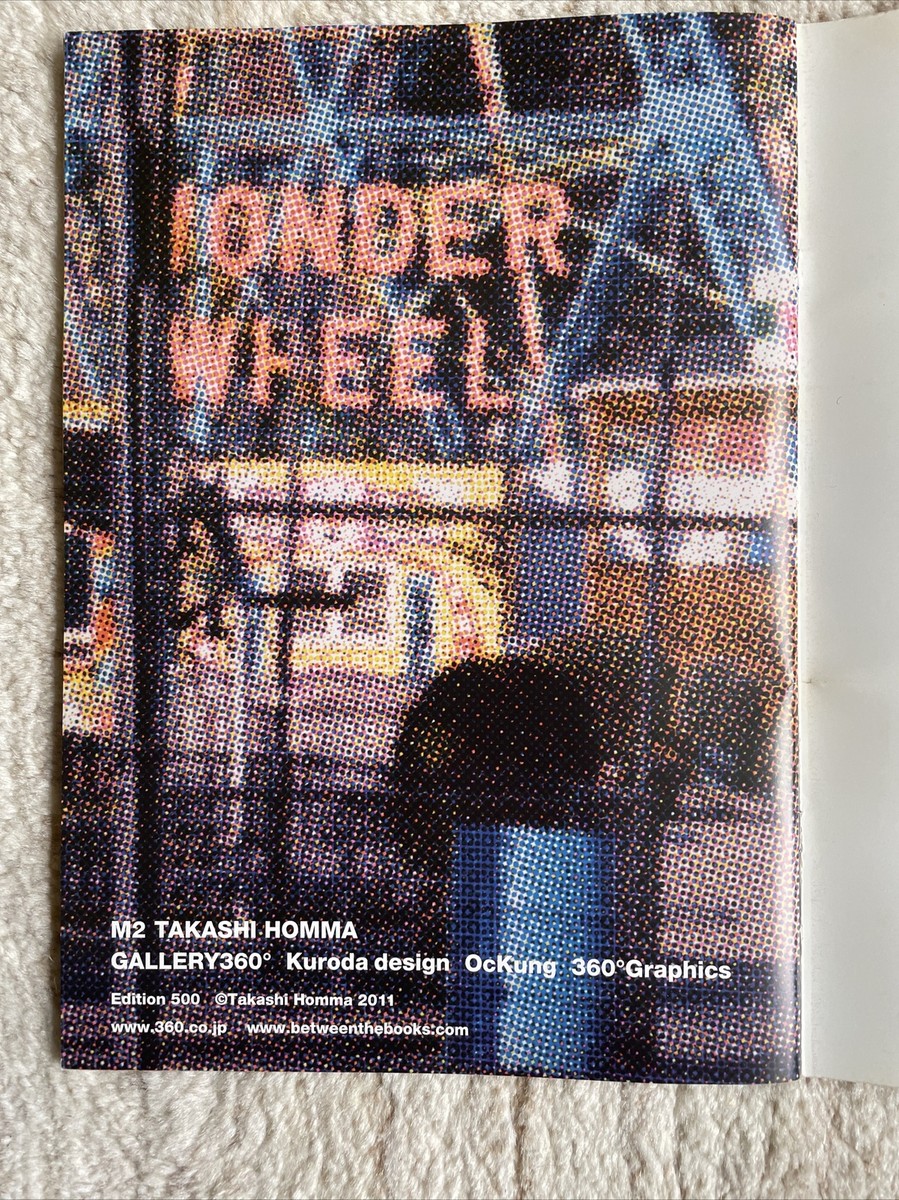 WONDER
WHEEL
M2 TAKASHI HOMMA
GALLERY360° Kuroda design OcKung 360°Graphics
Edition 500 ©Takashi Homma 2011
www.360.co.jp www.betweenthebooks.com